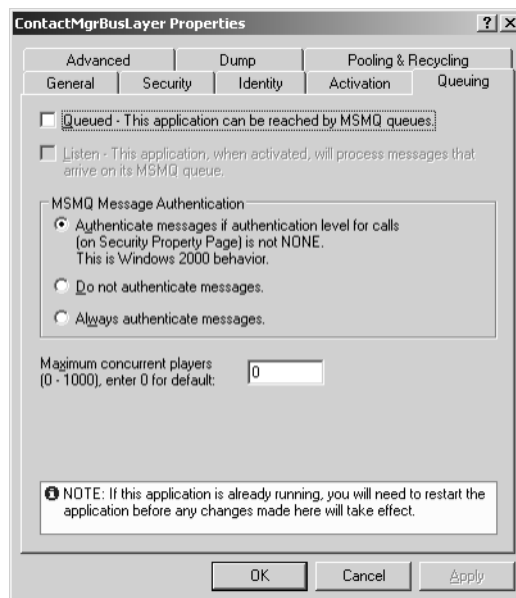 ContactMgrBusLayer Properties
Advanced Dump Pooling & Recycling
General Security Identity Activation Queuing
Queued - This application can be reached by MSMQ queues.
Listen - This application, when activated, will process messages that
arrive on its MSMQ queue.
MSMQ Message Authentication
Authenticate messages if authentication level for calls
(on Security Property Page) is not NONE.
This is Windows 2000 behavior.
Do not authenticate messages.
Always authenticate messages.
Maximum concurrent players
(0 - 1000), enter 0 for default:
0
NOTE: If this application is already running, you will need to restart the
application before any changes made here will take effect.
OK Cancel Apply